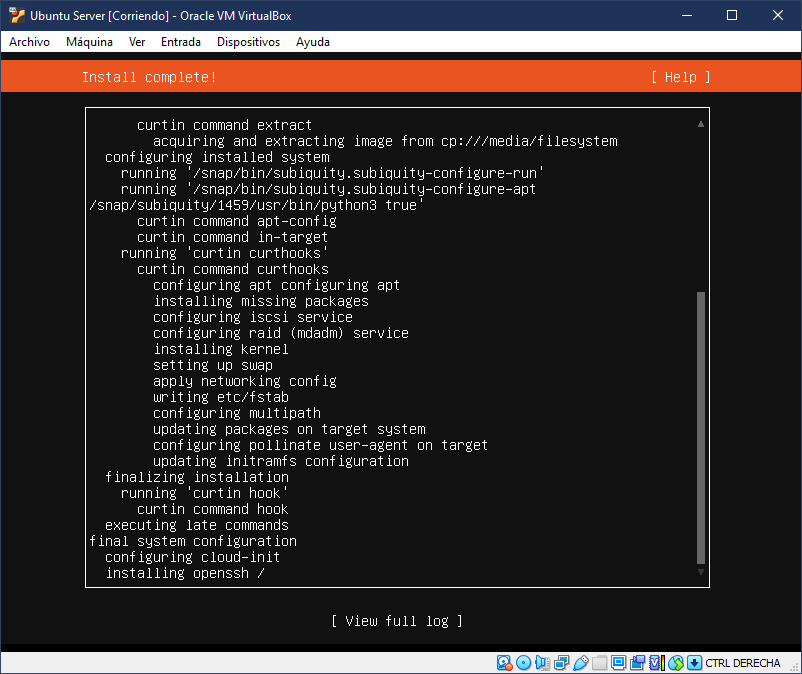 Ubuntu Server [Corriendo] - Oracle VM VirtualBox
Archivo Máquina Ver Entrada Dispositivos Ayuda
Install complete! [ Help ]
curtin command extract
acquiring and extracting image from cp:///media/filesystem
configuring installed system
running '/snap/bin/subiquity.subiquity-configure-run'
running '/snap/bin/subiquity.subiquity-configure-apt
/snap/subiquity/1459/usr/bin/python3 true'
curtin command apt-config
curtin command in-target
running 'curtin curthooks'
curtin command curthooks
configuring apt configuring apt
installing missing packages
configuring iscsi service
configuring raid (mdadm) service
installing kernel
setting up swap
apply networking config
writing etc/fstab
configuring multipath
updating packages on target system
configuring pollinate user-agent on target
updating initramfs configuration
finalizing installation
running 'curtin hook'
curtin command hook
executing late commands
final system configuration
configuring cloud-init
installing openssh /
[ View full log ]
CTRL DERECHA